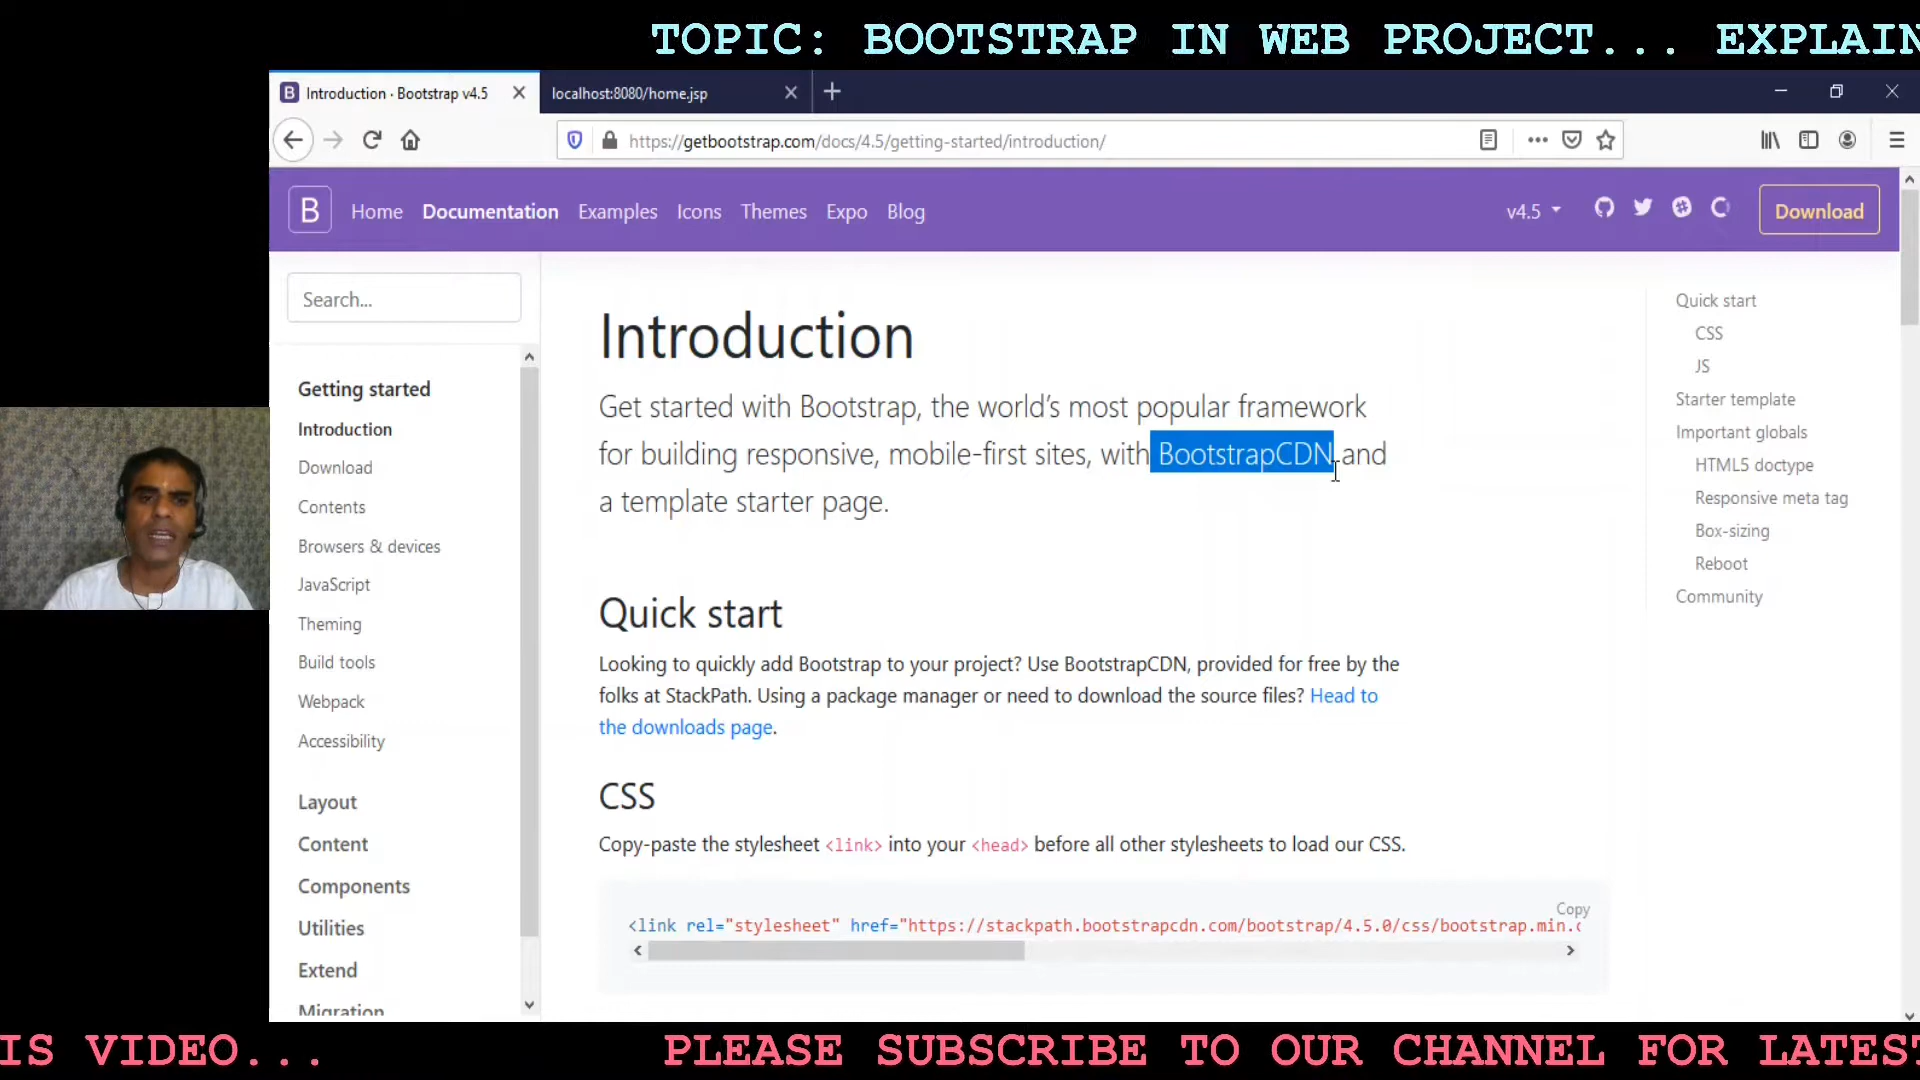 TOPIC: BOOTSTRAP IN WEB PROJECT... EXPLAIN
B Introduction · Bootstrap v4.5
localhost:8080/home.jsp
https://getbootstrap.com/docs/4.5/getting-started/introduction/
B Home Documentation Examples Icons Themes Expo Blog v4.5 Download
Search...
Getting started
Introduction
Download
Contents
Browsers & devices
JavaScript
Theming
Build tools
Webpack
Accessibility
Layout
Content
Components
Utilities
Extend
Migration
Introduction
Get started with Bootstrap, the world’s most popular framework
for building responsive, mobile-first sites, with BootstrapCDN and
a template starter page.
Quick start
Looking to quickly add Bootstrap to your project? Use BootstrapCDN, provided for free by the
folks at StackPath. Using a package manager or need to download the source files? Head to
the downloads page.
CSS
Copy-paste the stylesheet <link> into your <head> before all other stylesheets to load our CSS.
Copy
<link rel="stylesheet" href="https://stackpath.bootstrapcdn.com/bootstrap/4.5.0/css/bootstrap.min.c
Quick start
CSS
JS
Starter template
Important globals
HTML5 doctype
Responsive meta tag
Box-sizing
Reboot
Community
IS VIDEO... PLEASE SUBSCRIBE TO OUR CHANNEL FOR LATEST